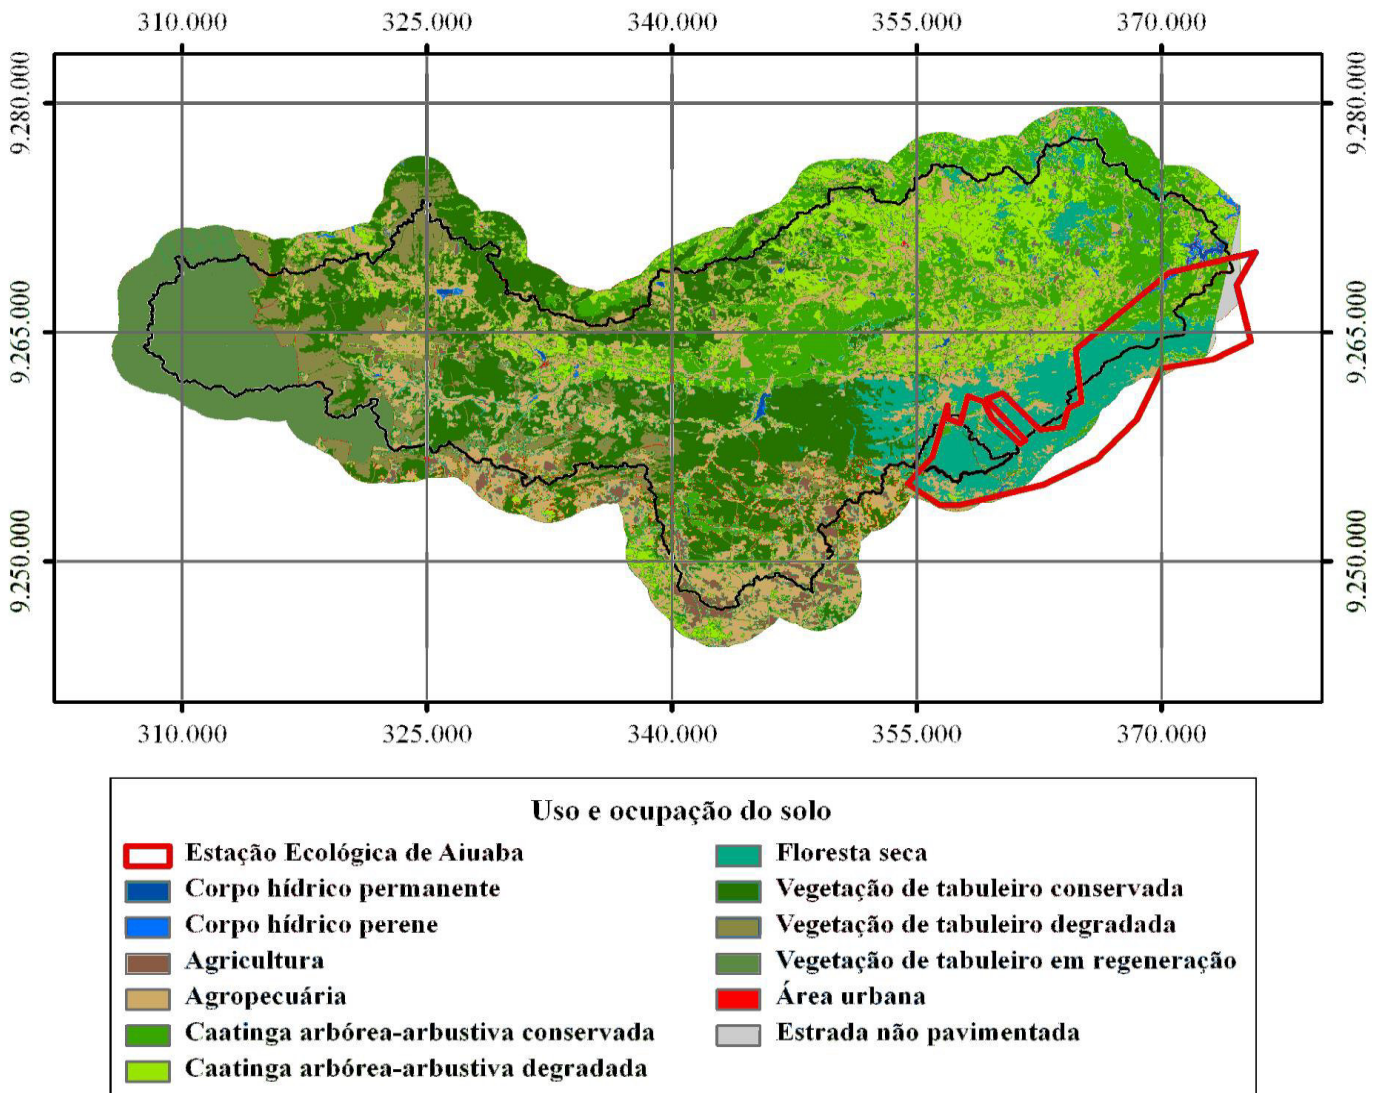 310.000 325.000 340.000 355.000 370.000
9.280.000 9.280.000
9.265.000 9.265.000
9.250.000 9.250.000
310.000 325.000 340.000 355.000 370.000
Uso e ocupação do solo
Estação Ecológica de Aiuaba
Corpo hídrico permanente
Corpo hídrico perene
Agricultura
Agropecuária
Caatinga arbórea-arbustiva conservada
Caatinga arbórea-arbustiva degradada
Floresta seca
Vegetação de tabuleiro conservada
Vegetação de tabuleiro degradada
Vegetação de tabuleiro em regeneração
Área urbana
Estrada não pavimentada